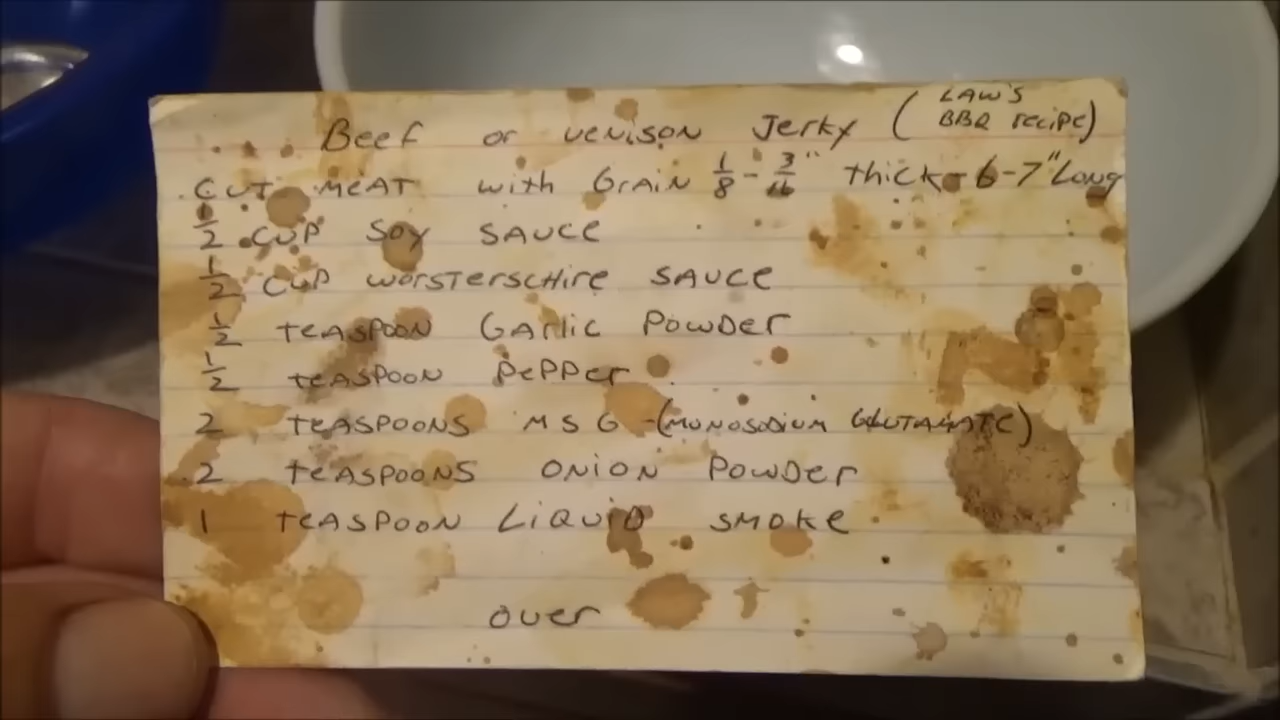 Beef or venison Jerky (LAW'S BBQ recipe)
CUT MEAT with Grain 1/8 - 3/16" thick - 6-7" Long
1/2 CUP SOY SAUCE
1/2 CUP WORSTERSCHIRE SAUCE
1/2 TEASPOON GARLIC POWDER
1/2 TEASPOON PEPPER
2 TEASPOONS MSG - (MONOSODIUM GLUTAMATE)
2 TEASPOONS ONION POWDER
1 TEASPOON LIQUID SMOKE
over